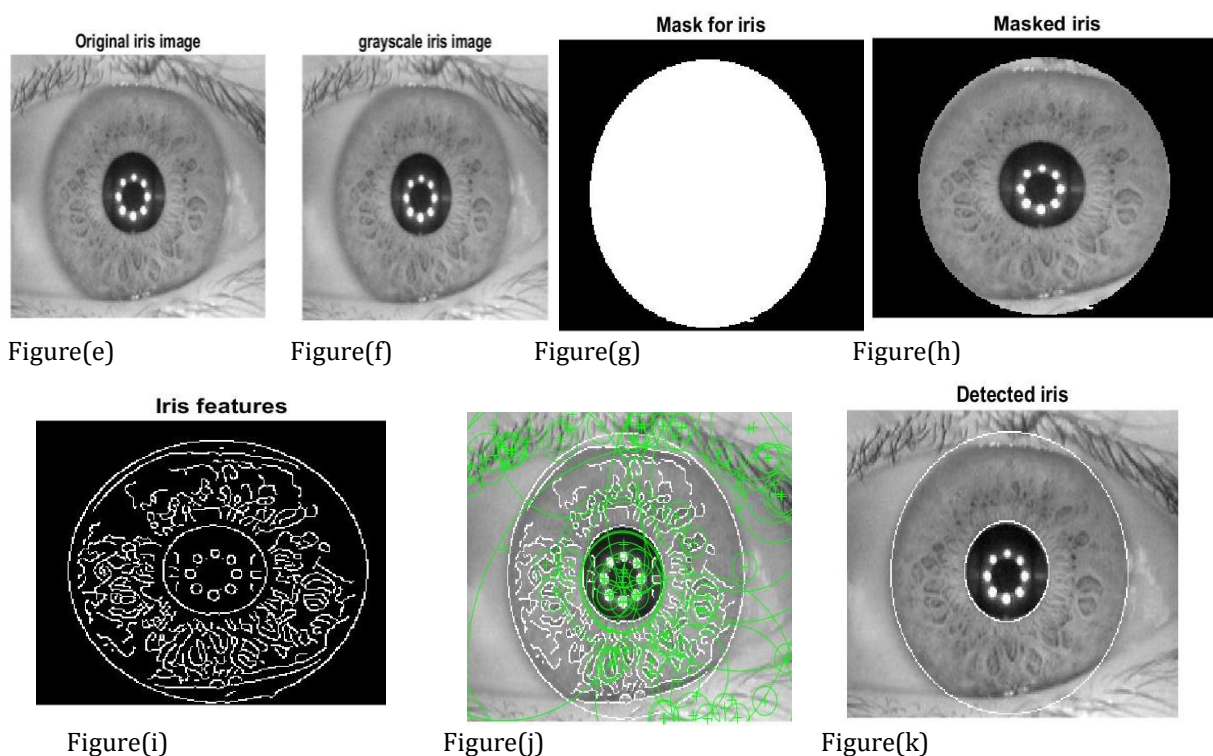 Original iris image
grayscale iris image
Mask for iris
Masked iris
Figure(e)
Figure(f)
Figure(g)
Figure(h)
Iris features
Detected iris
Figure(i)
Figure(j)
Figure(k)